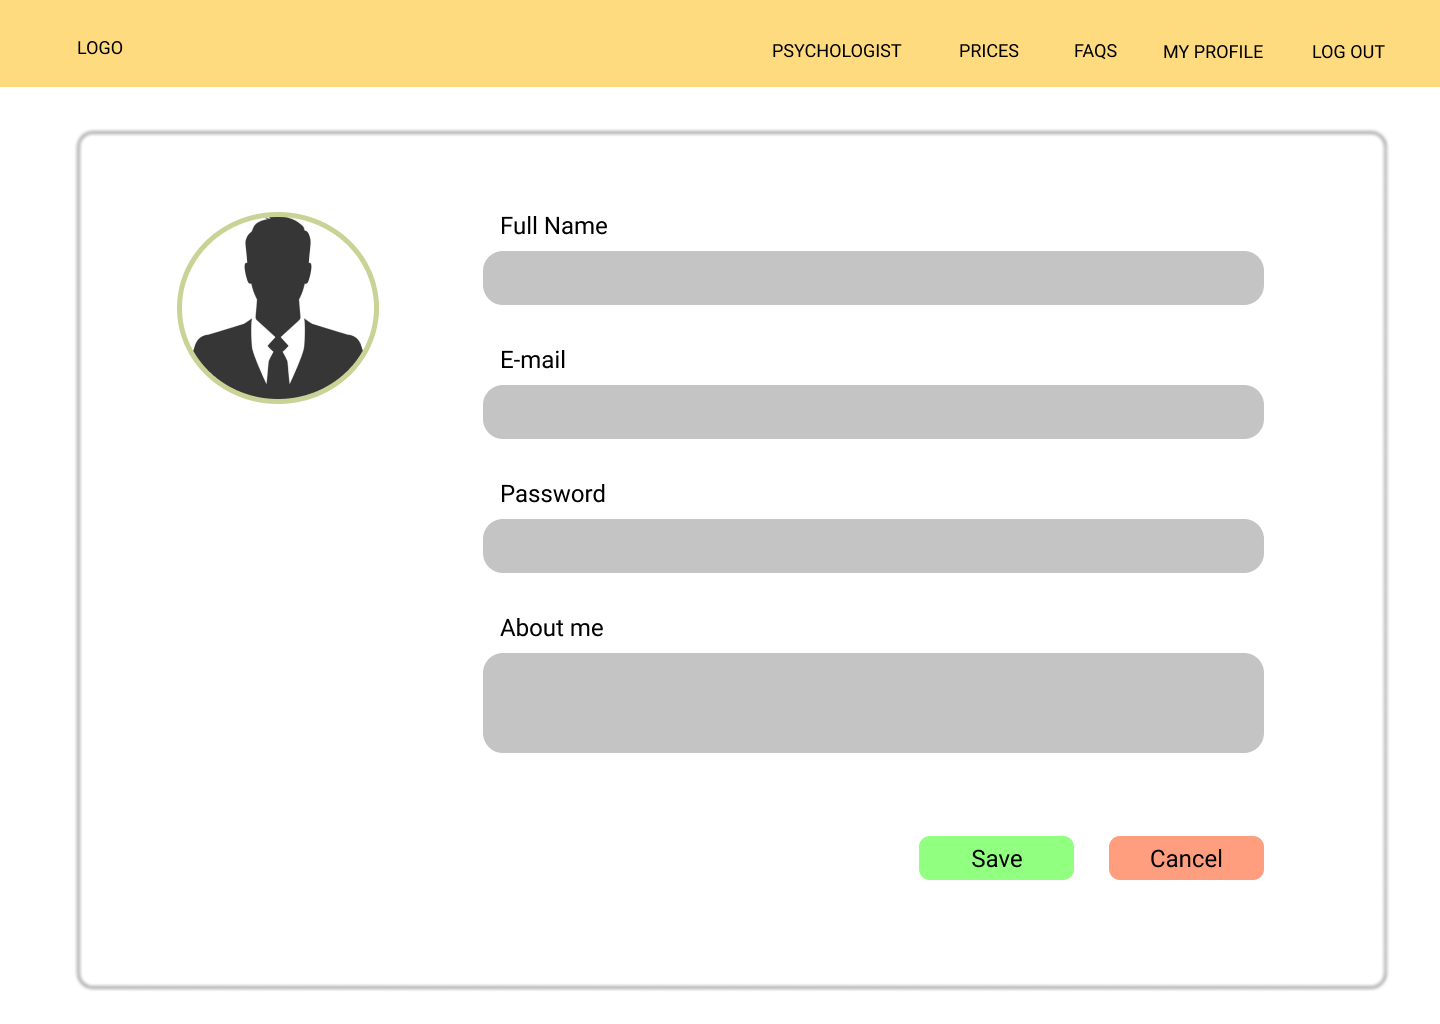 LOGO
PSYCHOLOGIST PRICES FAQS MY PROFILE LOG OUT
Full Name
E-mail
Password
About me
Save Cancel